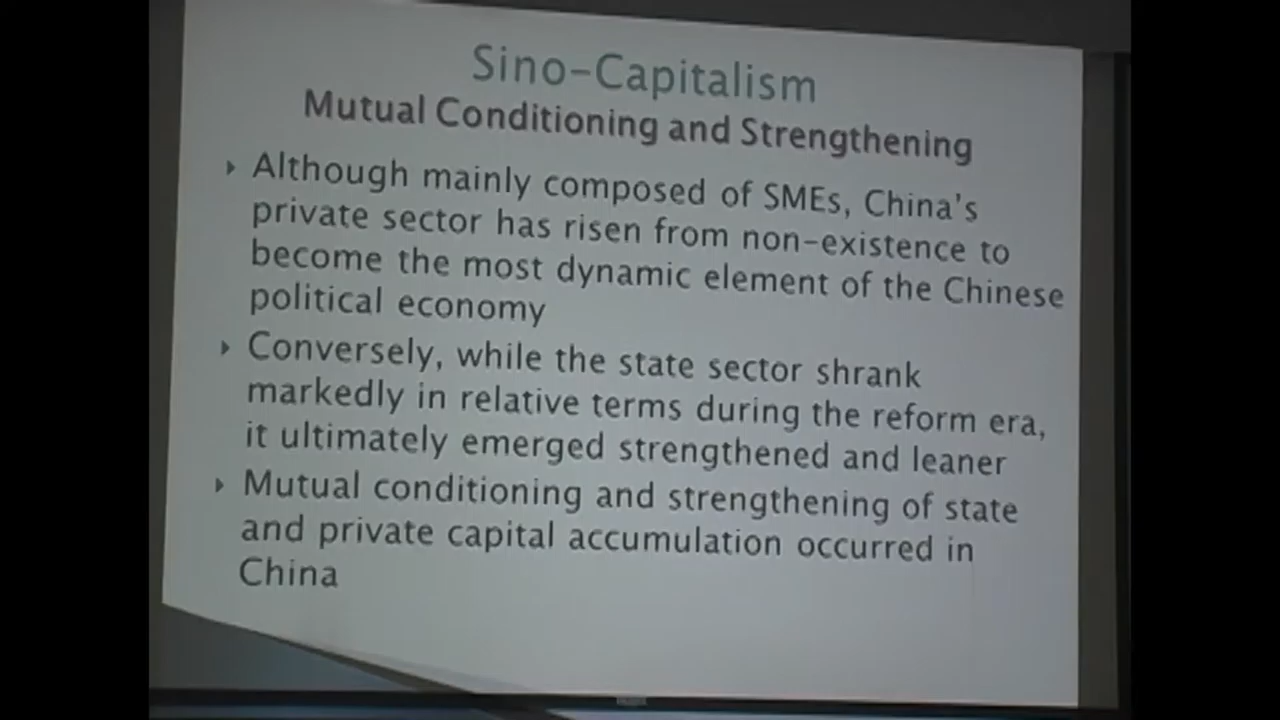 Sino-Capitalism
Mutual Conditioning and Strengthening
Although mainly composed of SMEs, China's
private sector has risen from non-existence to
become the most dynamic element of the Chinese
political economy
Conversely, while the state sector shrank
markedly in relative terms during the reform era,
it ultimately emerged strengthened and leaner
Mutual conditioning and strengthening of state
and private capital accumulation occurred in
China